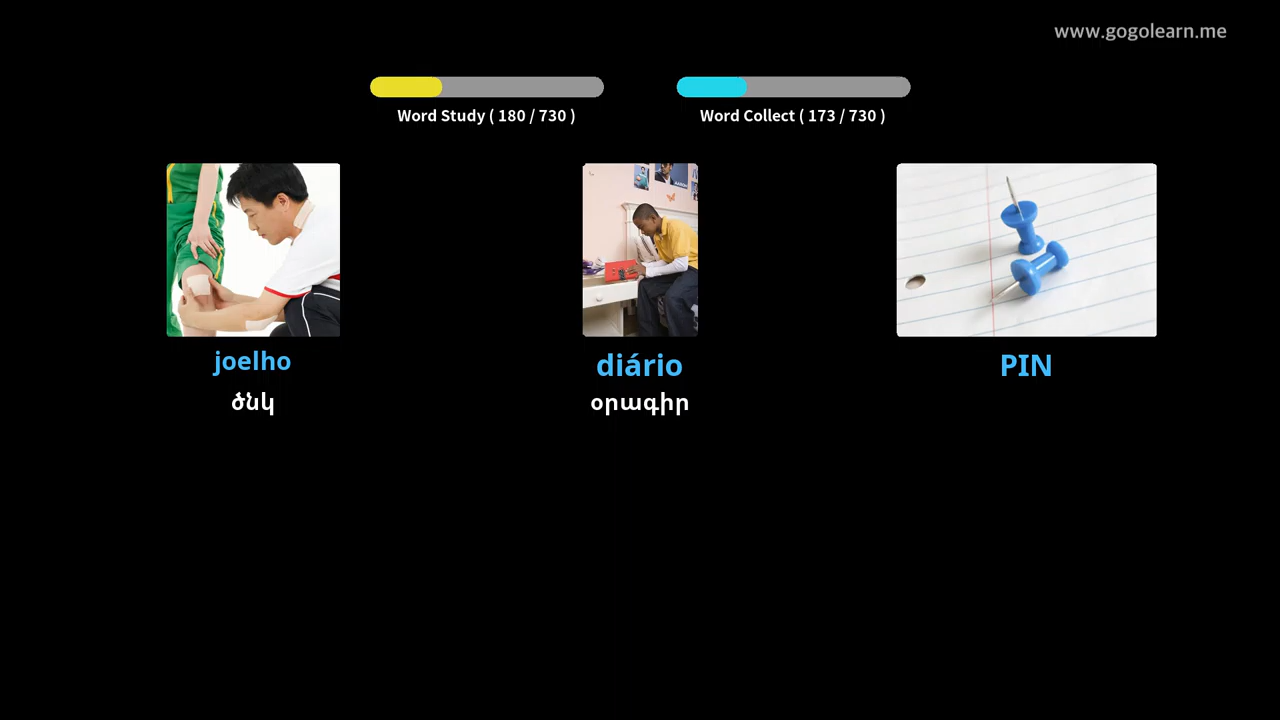 www.gogolearn.me
Word Study ( 180 / 730 )
Word Collect ( 173 / 730 )
joelho
diário
PIN
ծնկ
օրագիր